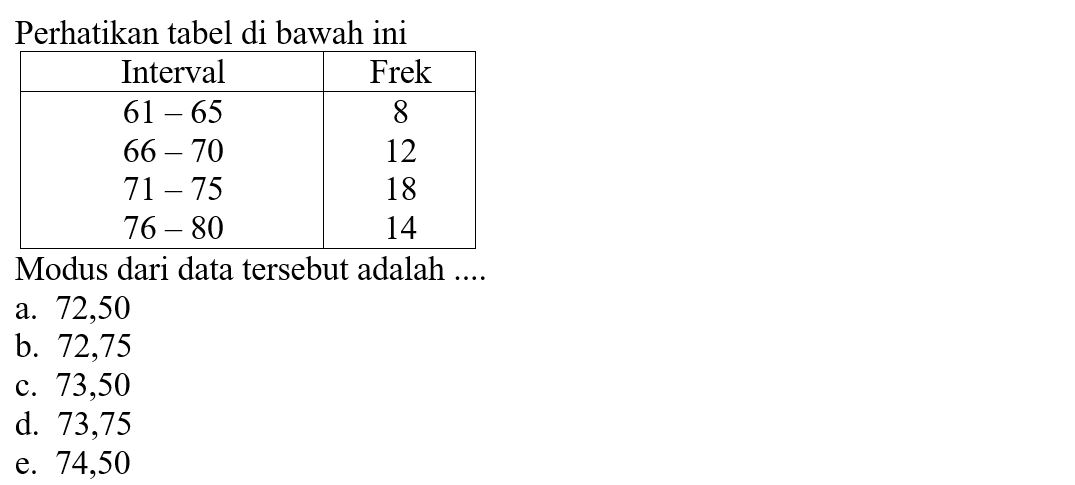 Perhatikan tabel di bawah ini
Interval Frek
61 – 65 8
66 – 70 12
71 – 75 18
76 – 80 14
Modus dari data tersebut adalah ....
a. 72,50
b. 72,75
c. 73,50
d. 73,75
e. 74,50